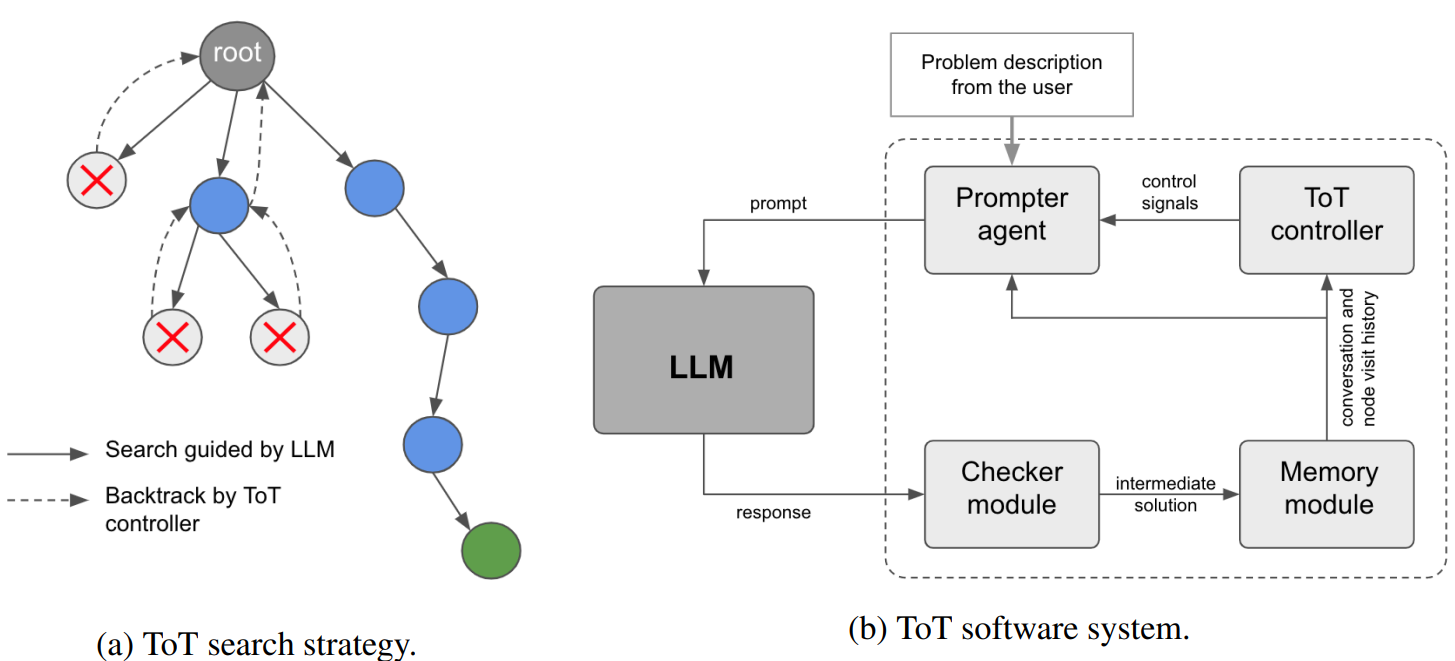 root
Search guided by LLM
Backtrack by ToT
controller
(a) ToT search strategy.
Problem description
from the user
Prompter
agent
control
signals
ToT
controller
prompt
LLM
conversation and
node visit history
response
Checker
module
intermediate
solution
Memory
module
(b) ToT software system.